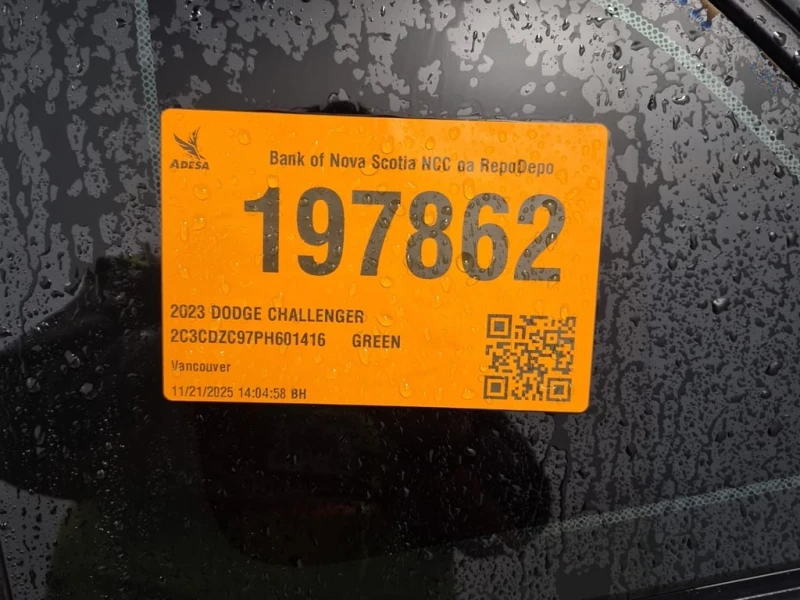 ADESA
Bank of Nova Scotia NCC oa RepoDepo
197862
2023 DODGE CHALLENGER
2C3CDZC97PH601416 GREEN
Vancouver
11/21/2025 14:04:58 BH